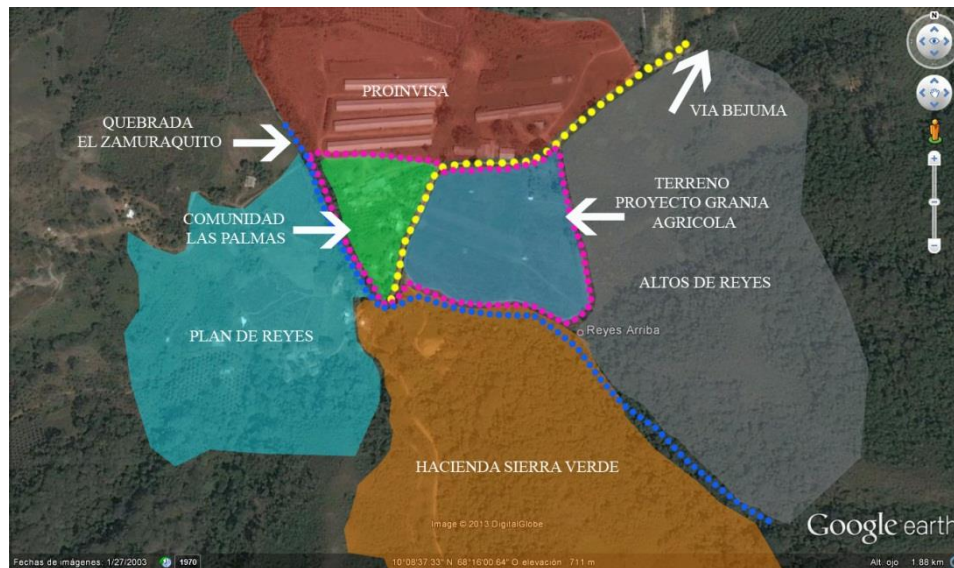 N
PROINVISA
VIA BEJUMA
QUEBRADA
EL ZAMURAQUITO
TERRENO
PROYECTO GRANJA
AGRICOLA
COMUNIDAD
LAS PALMAS
ALTOS DE REYES
PLAN DE REYES
Reyes Arriba
HACIENDA SIERRA VERDE
Image © 2013 DigitalGlobe
Google earth
Fechas de imágenes: 1/27/2003
1970
10°08'37.33" N 68°16'00.64" O elevación 711 m
Alt. ojo 1.88 km